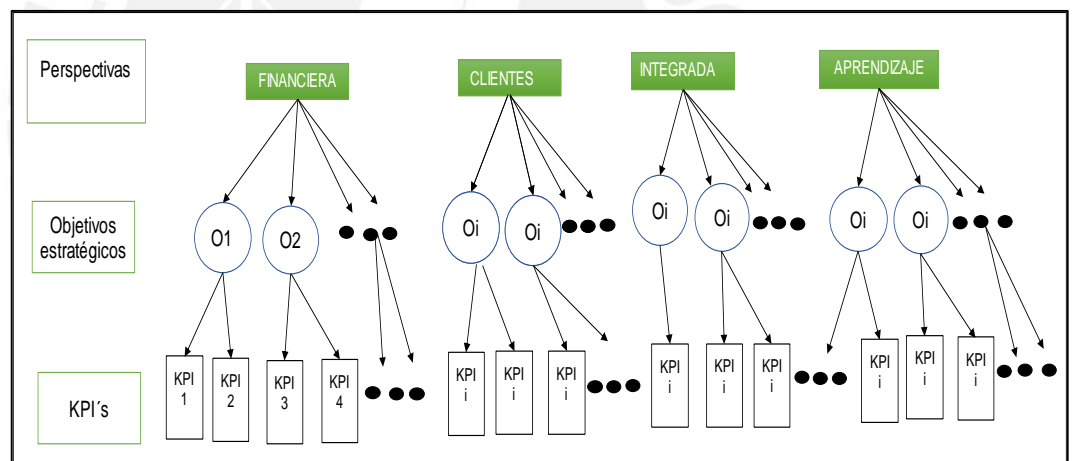 Perspectivas
FINANCIERA
CLIENTES
INTEGRADA
APRENDIZAJE
Objetivos
estratégicos
O1
O2
Oi
Oi
Oi
Oi
Oi
Oi
KPI´s
KPI
1
KPI
2
KPI
3
KPI
4
KPI
i
KPI
i
KPI
i
KPI
i
KPI
i
KPI
i
KPI
i
KPI
i
KPI
i